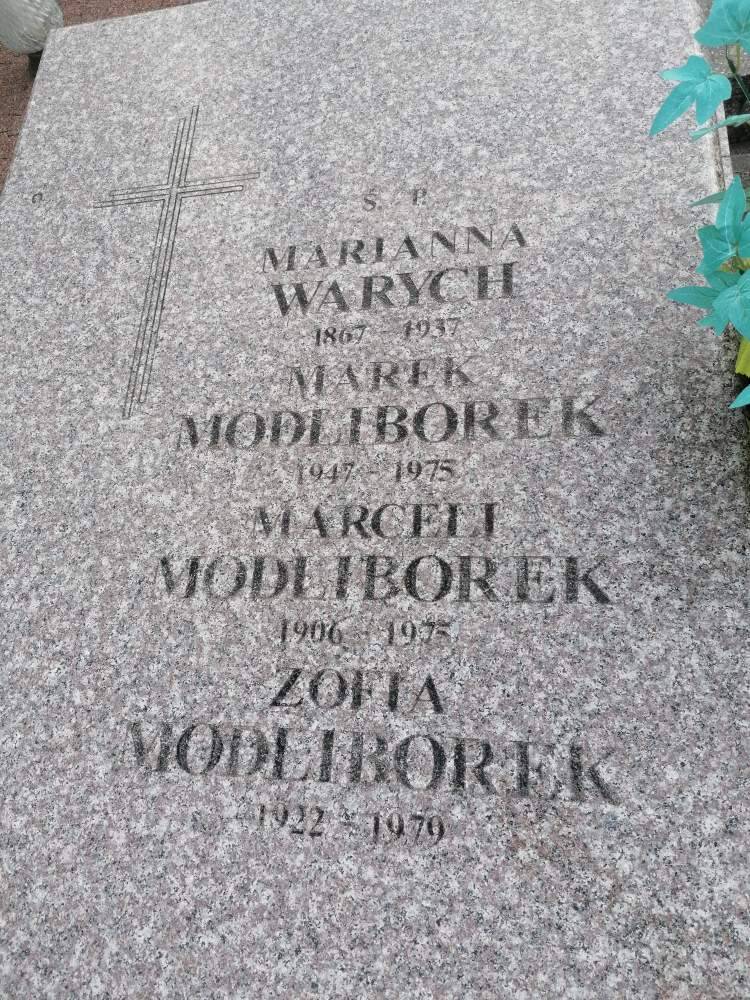 Ś. P.
MARIANNA
WARYCH
1867 - 1937
MAREK
MODLIBOREK
1947 - 1975
MARCELI
MODLIBOREK
1906 - 1975
ZOFIA
MODLIBOREK
1922 - 1979